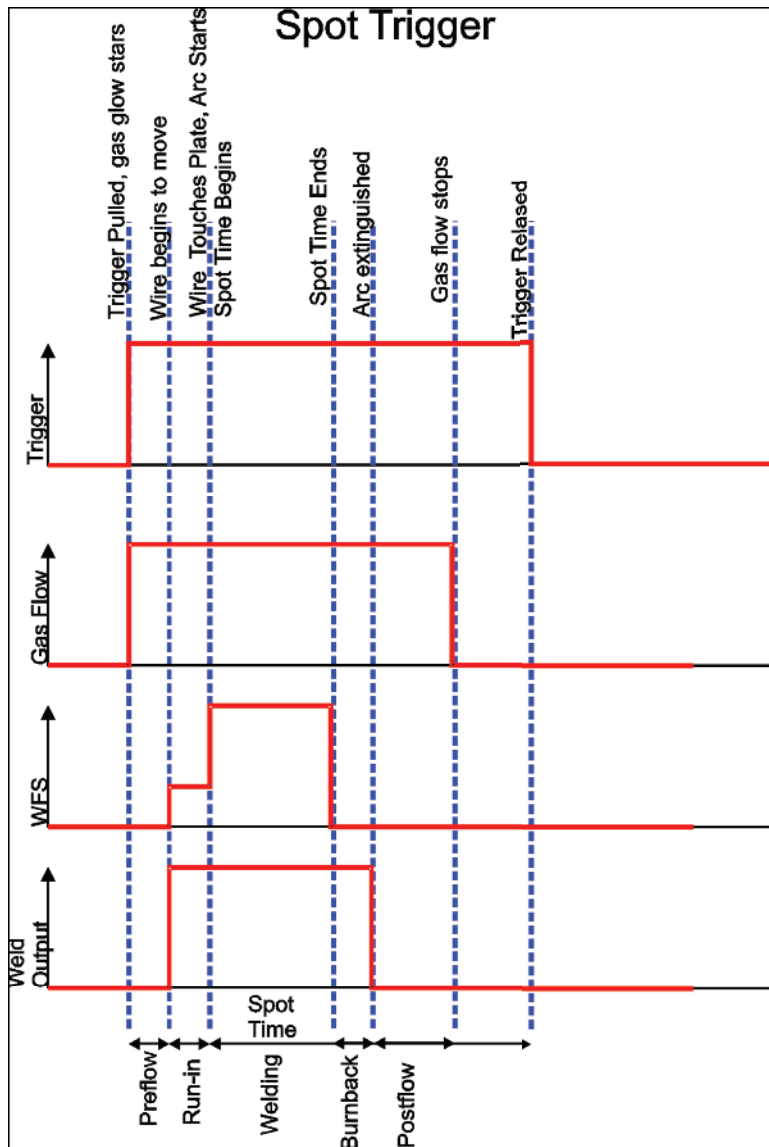 Spot Trigger
Trigger Pulled, gas glow stars
Wire begins to move
Wire Touches Plate, Arc Starts
Spot Time Begins
Spot Time Ends
Arc extinguished
Gas flow stops
Trigger Relased
Trigger
Gas Flow
WFS
Weld
Output
Spot
Time
Preflow
Run-in
Welding
Burnback
Postflow